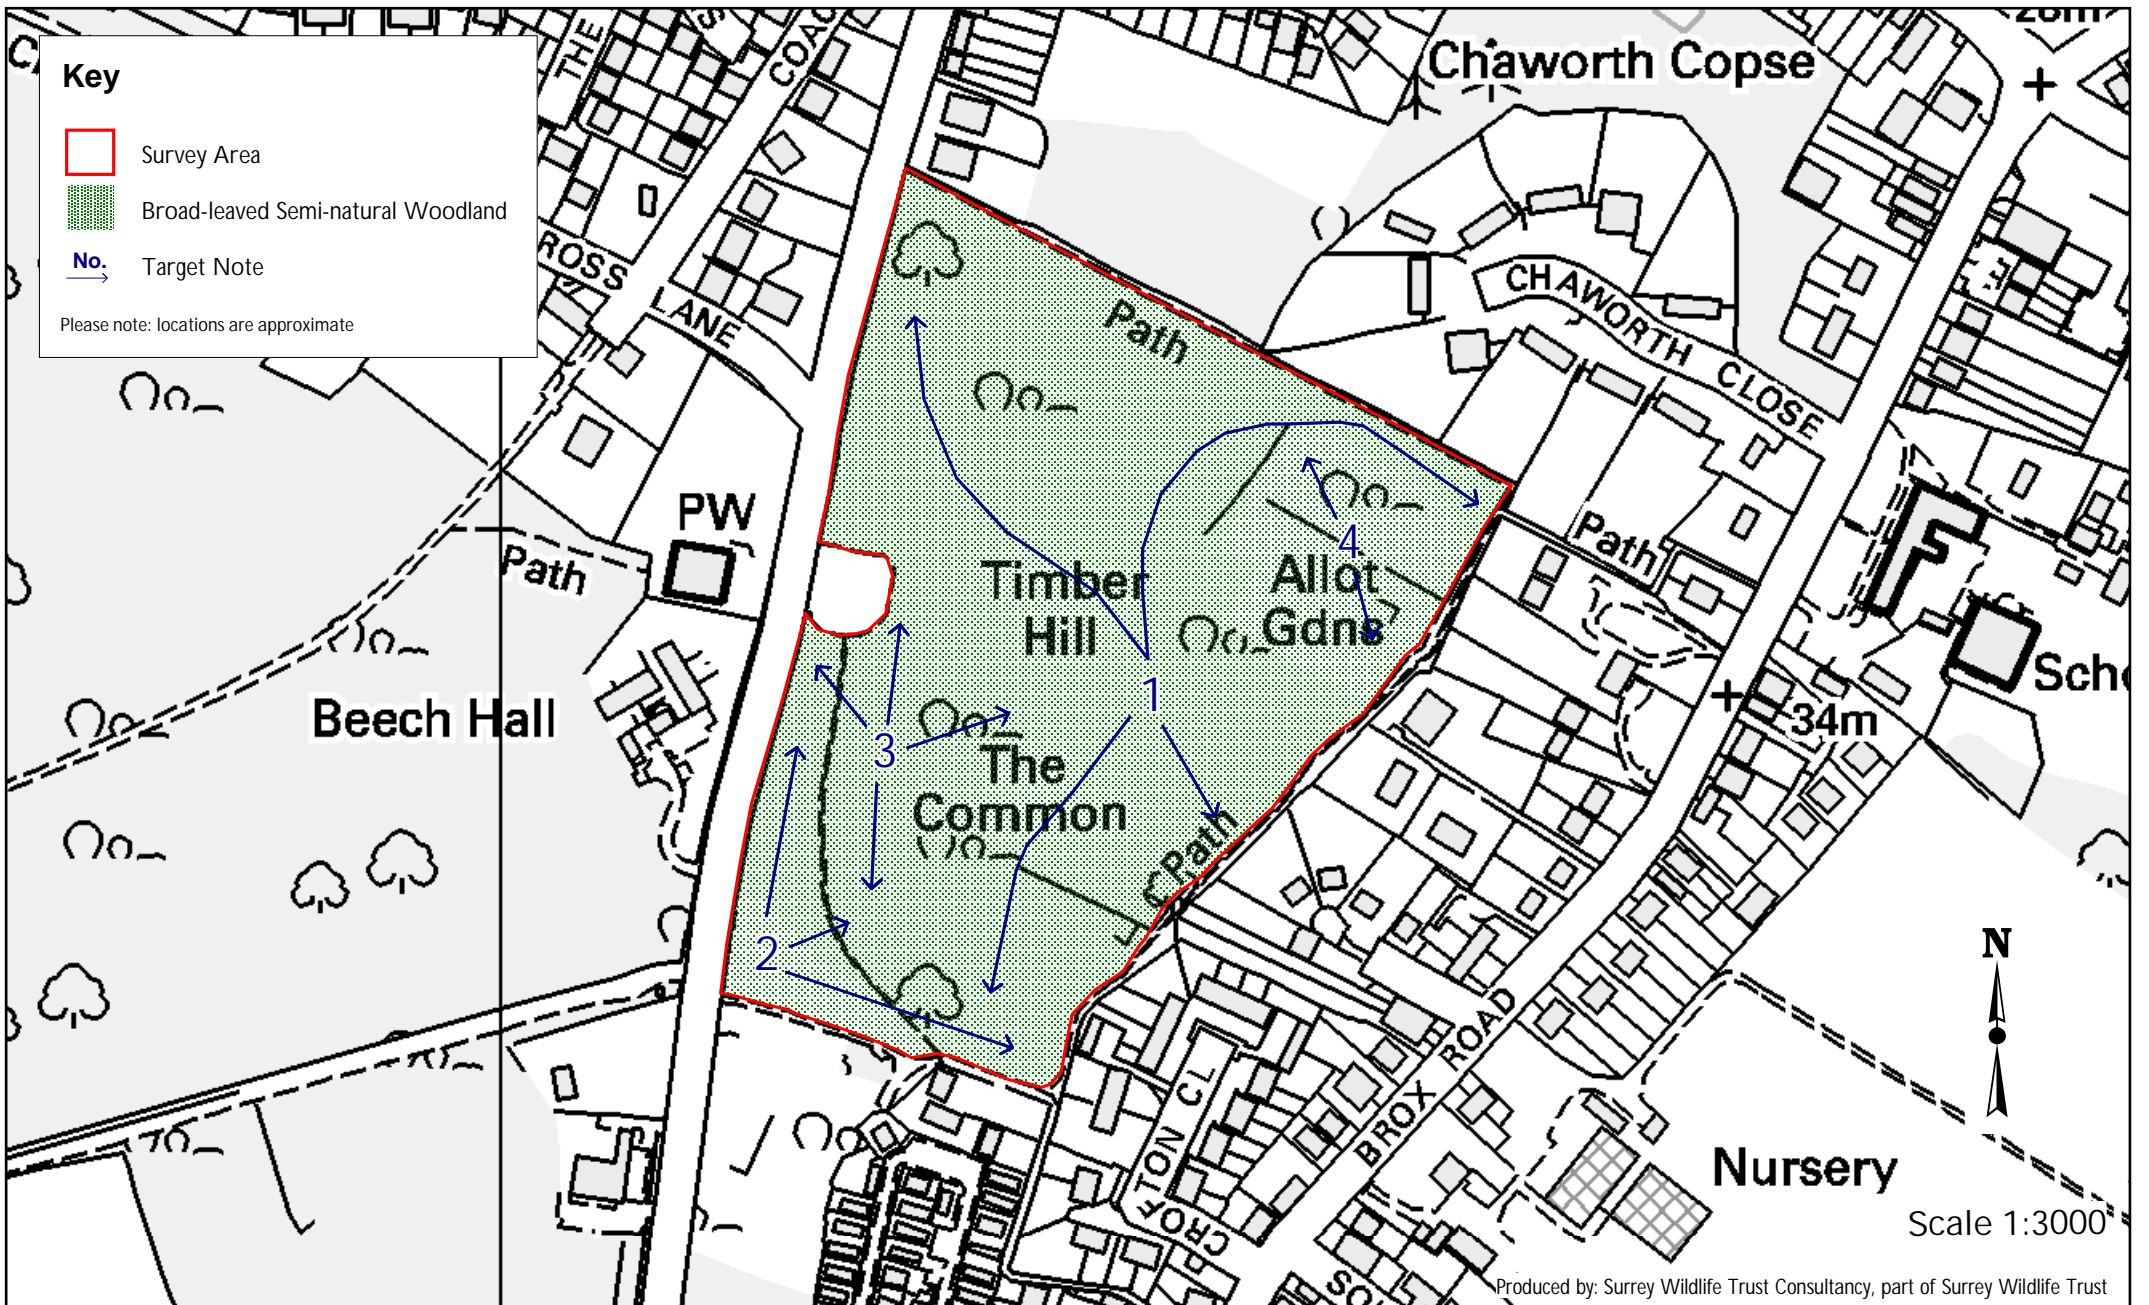 Key
Survey Area
Broad-leaved Semi-natural Woodland
No.
Target Note
Please note: locations are approximate
THE
COAC
Chaworth Copse
28m
ROSS
LANE
Path
CHAWORTH CLOSE
PW
Path
Path
Timber
Hill
Allot
Gdns
4
1
3
2
Beech Hall
The
Common
Path
34m
Scho
N
CROFTON CL
BROX ROAD
Nursery
Scale 1:3000
Produced by: Surrey Wildlife Trust Consultancy, part of Surrey Wildlife Trust